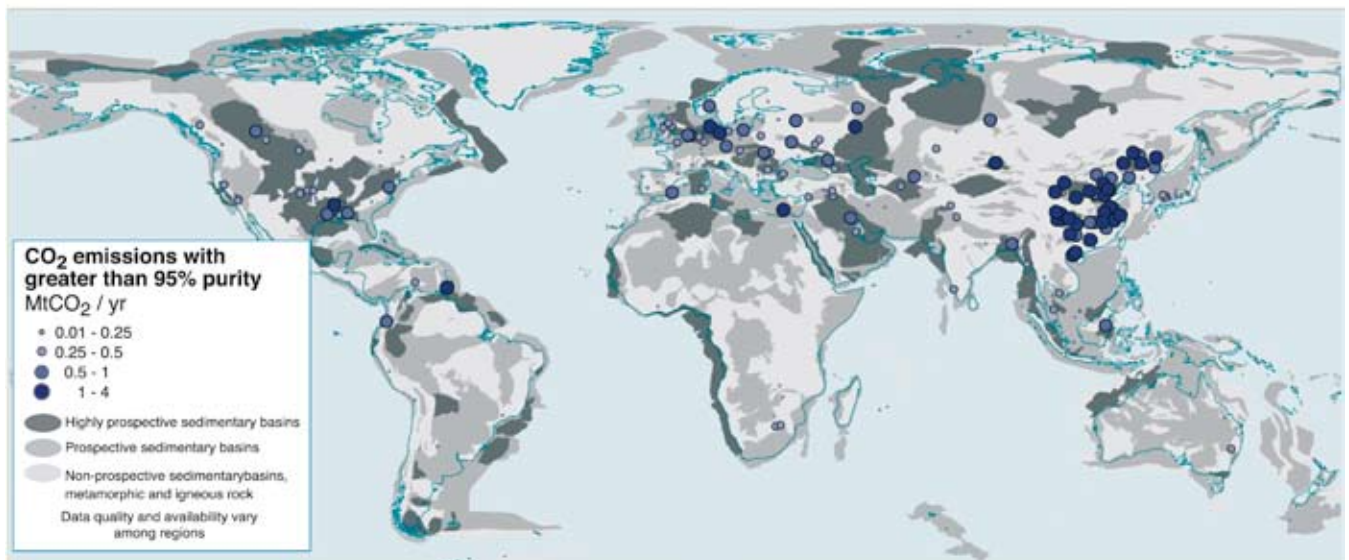 CO₂ emissions with
greater than 95% purity
MtCO₂ / yr
0.01 - 0.25
0.25 - 0.5
0.5 - 1
1 - 4
Highly prospective sedimentary basins
Prospective sedimentary basins
Non-prospective sedimentarybasins,
metamorphic and igneous rock
Data quality and availability vary
among regions